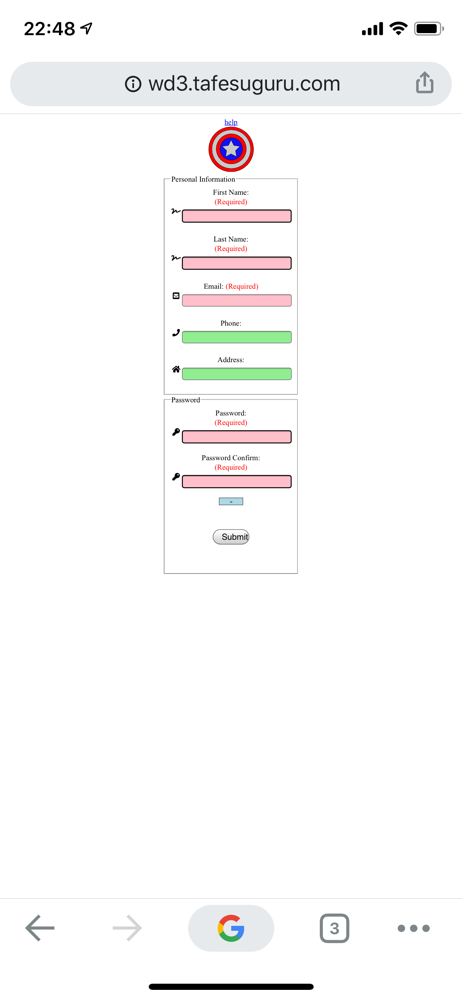 22:48
wd3.tafesuguru.com
help
Personal Information
First Name:
(Required)
Last Name:
(Required)
Email: (Required)
Phone:
Address:
Password
Password:
(Required)
Password Confirm:
(Required)
-
Submit
3